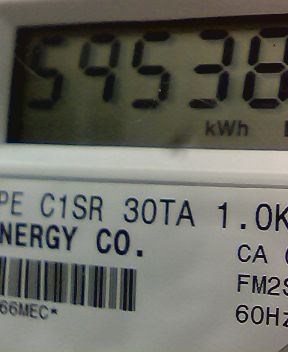 59538
kWh
PE C1SR 30TA 1.0K
NERGY CO.
CA
FM2S
66MEC*
60Hz